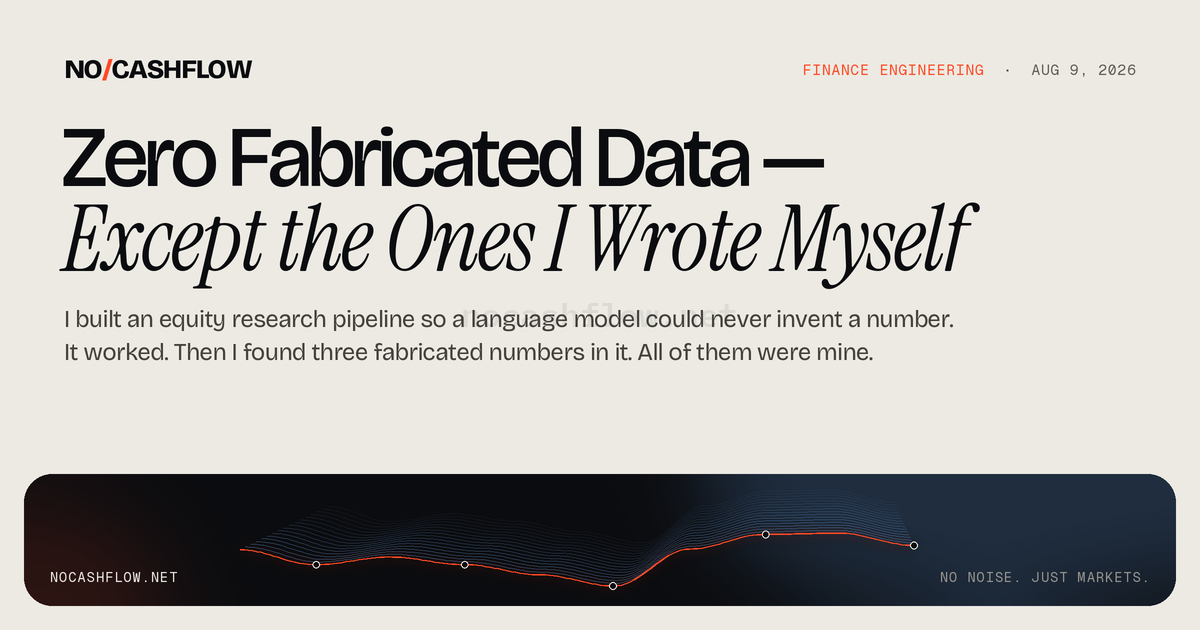 NO/CASHFLOW
FINANCE ENGINEERING · AUG 9, 2026
Zero Fabricated Data —
Except the Ones I Wrote Myself
nocashflow.net
I built an equity research pipeline so a language model could never invent a number.
It worked. Then I found three fabricated numbers in it. All of them were mine.
NOCASHFLOW.NET
NO NOISE. JUST MARKETS.